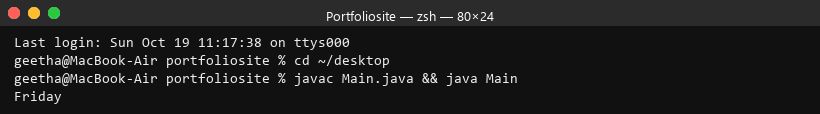 Portfoliosite — zsh — 80×24
Last login: Sun Oct 19 11:17:38 on ttys000
geetha@MacBook-Air portfoliosite % cd ~/desktop
geetha@MacBook-Air portfoliosite % javac Main.java && java Main
Friday